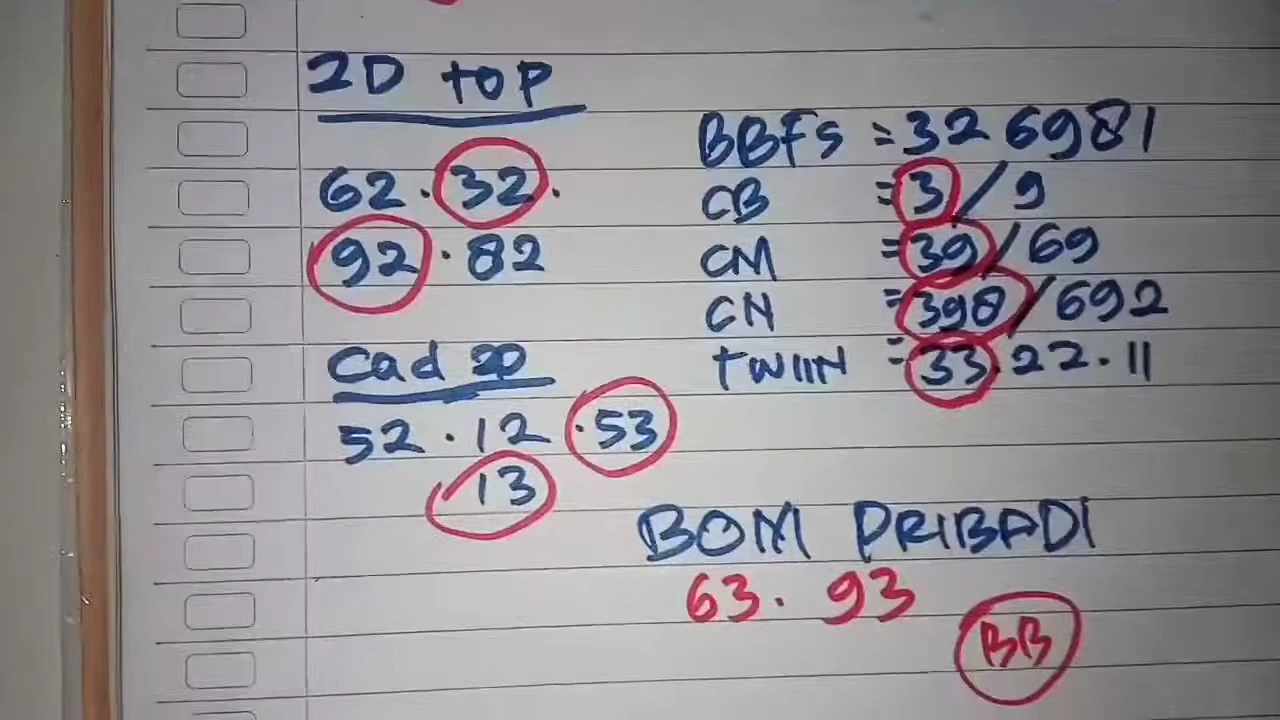 2D top
62 . 32 .
92 . 82
Cad 2D
52 . 12 . 53
13
BBFS = 326981
CB = 3 / 9
CM = 39 / 69
CN = 398 / 692
TWIIN = 33.22.11
BOM PRIBADI
63. 93
BB